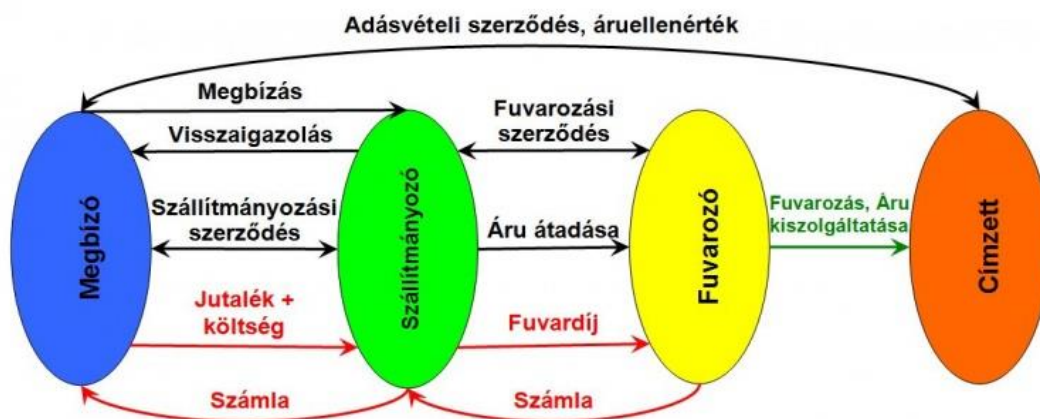 Adásvételi szerződés, áruellenérték
Megbízás
Visszaigazolás
Fuvarozási
szerződés
Szállítmányozási
szerződés
Áru átadása
Fuvarozás, Áru
kiszolgáltatása
Megbízó
Szállítmányozó
Fuvarozó
Címzett
Jutalék +
költség
Fuvardíj
Számla
Számla